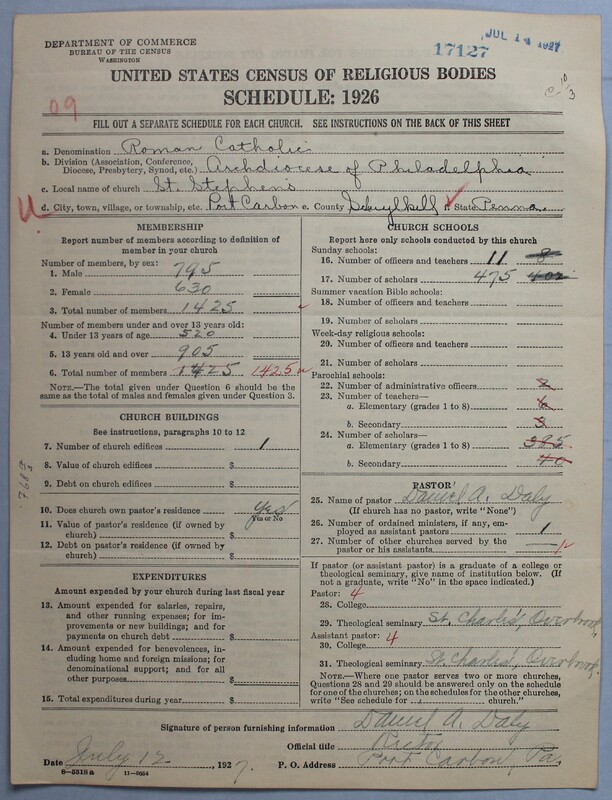 DEPARTMENT OF COMMERCE
BUREAU OF THE CENSUS
WASHINGTON
17127
JUL 14 1927
UNITED STATES CENSUS OF RELIGIOUS BODIES
SCHEDULE: 1926
09
FILL OUT A SEPARATE SCHEDULE FOR EACH CHURCH. SEE INSTRUCTIONS ON THE BACK OF THIS SHEET
a. Denomination Roman Catholic
b. Division (Association, Conference,
Diocese, Presbytery, Synod, etc.) Archdiocese of Philadelphia
c. Local name of church St. Stephen's
d. City, town, village, or township, etc. Port Carbon e. County Schuylkill f. State Penna
MEMBERSHIP
Report number of members according to definition of
member in your church
Number of members, by sex:
1. Male 795
2. Female 630
3. Total number of members 1425
Number of members under and over 13 years old:
4. Under 13 years of age 520
5. 13 years old and over 905
6. Total number of members 1425 1425
NOTE.—The total given under Question 6 should be
the same as the total of males and females given under Question 3.
CHURCH BUILDINGS
See instructions, paragraphs 10 to 12
7. Number of church edifices 1
8. Value of church edifices $
9. Debt on church edifices $
10. Does church own pastor's residence Yes
Yes or No
11. Value of pastor's residence (if owned by
church) $
12. Debt on pastor's residence (if owned by
church) $
EXPENDITURES
Amount expended by your church during last fiscal year
13. Amount expended for salaries, repairs,
and other running expenses; for im-
provements or new buildings; and for
payments on church debt $
14. Amount expended for benevolences,
including home and foreign missions; for
denominational support; and for all
other purposes $
15. Total expenditures during year $
CHURCH SCHOOLS
Report here only schools conducted by this church
Sunday schools:
16. Number of officers and teachers 11 8
17. Number of scholars 475 402
Summer vacation Bible schools:
18. Number of officers and teachers
19. Number of scholars
Week-day religious schools:
20. Number of officers and teachers
21. Number of scholars
Parochial schools:
22. Number of administrative officers 2
23. Number of teachers—
a. Elementary (grades 1 to 8) 6
b. Secondary 3
24. Number of scholars—
a. Elementary (grades 1 to 8) 385
b. Secondary 40
PASTOR
25. Name of pastor Daniel A. Daly
(If church has no pastor, write "None")
26. Number of ordained ministers, if any, em-
ployed as assistant pastors 1
27. Number of other churches served by the
pastor or his assistants
If pastor (or assistant pastor) is a graduate of a college or
theological seminary, give name of institution below. (If
not a graduate, write "No" in the space indicated.)
Pastor: 4
28. College
29. Theological seminary St. Charles', Overbrook,
Assistant pastor: 4
30. College
31. Theological seminary St. Charles', Overbrook.
NOTE.—Where one pastor serves two or more churches,
Questions 28 and 29 should be answered only on the schedule
for one of the churches; on the schedules for the other churches,
write "See schedule for church."
Signature of person furnishing information Daniel A. Daly
Official title Rector
Date July 12, 1927. P. O. Address Port Carbon, Pa.
8—5318a 11—9664